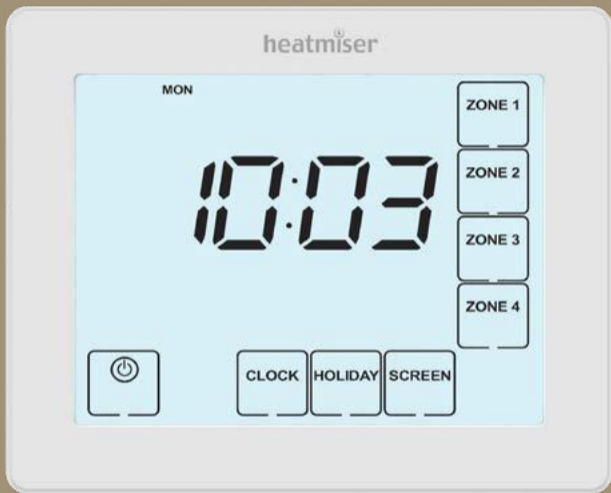 heatmiser
MON
10:03
ZONE 1
ZONE 2
ZONE 3
ZONE 4
CLOCK
HOLIDAY
SCREEN